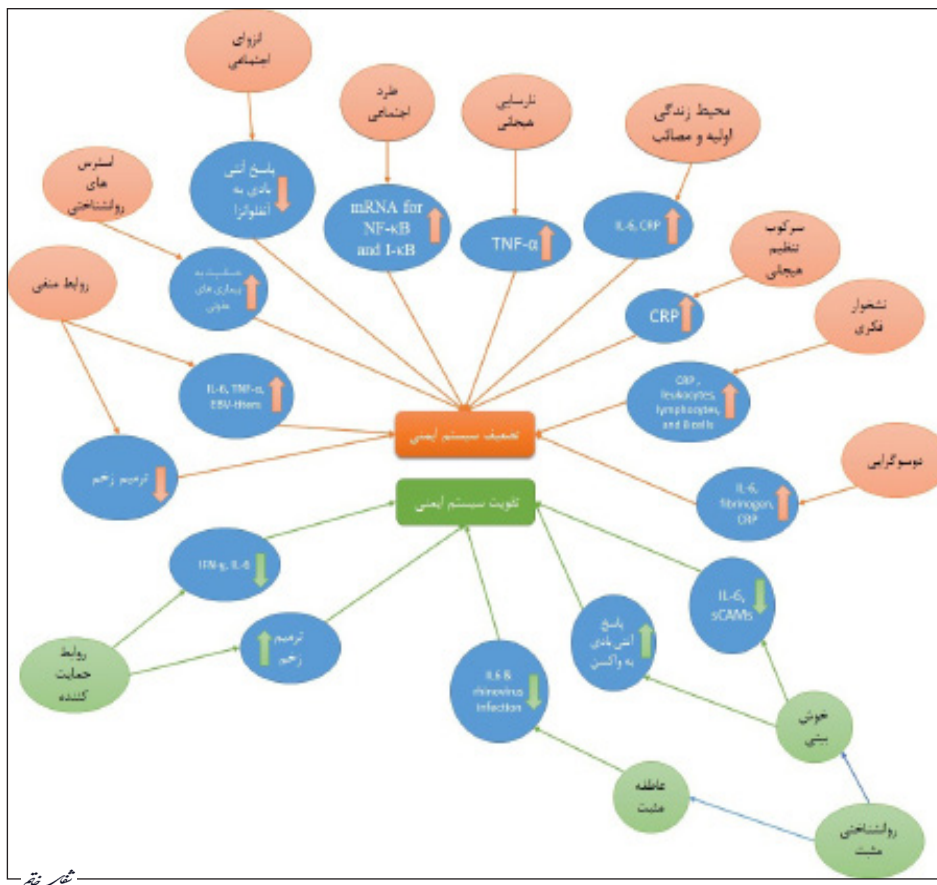 انزوای
اجتماعی
طرد
اجتماعی
نارسایی
هیجانی
محیط زندگی
اولیه و مصائب
استرس
های
روانشناختی
پاسخ آنتی
بادی به
آنفلوانزا
mRNA for
NF-κB
and I-κB
TNF-α
IL-6, CRP
سرکوب
تنظیم
هیجانی
روابط منفی
حساسیت به
بیماری های
عفونی
CRP
نشخوار
فکری
IL-6, TNF-α,
EBV-titers
CRP,
leukocytes,
lymphocytes,
and B cells
تضعیف سیستم ایمنی
ترمیم زخم
IL-6,
fibrinogen,
CRP
دوسوگرایی
تقویت سیستم ایمنی
IFN-γ, IL-6
IL-6,
sCAMs
ترمیم
زخم
پاسخ
آنتی بادی
به واکسن
روابط
حمایت
کننده
IL6 &
rhinovirus
infection
خوش
بینی
عاطفه
مثبت
روانشناختی
مثبت
شفای خاتم